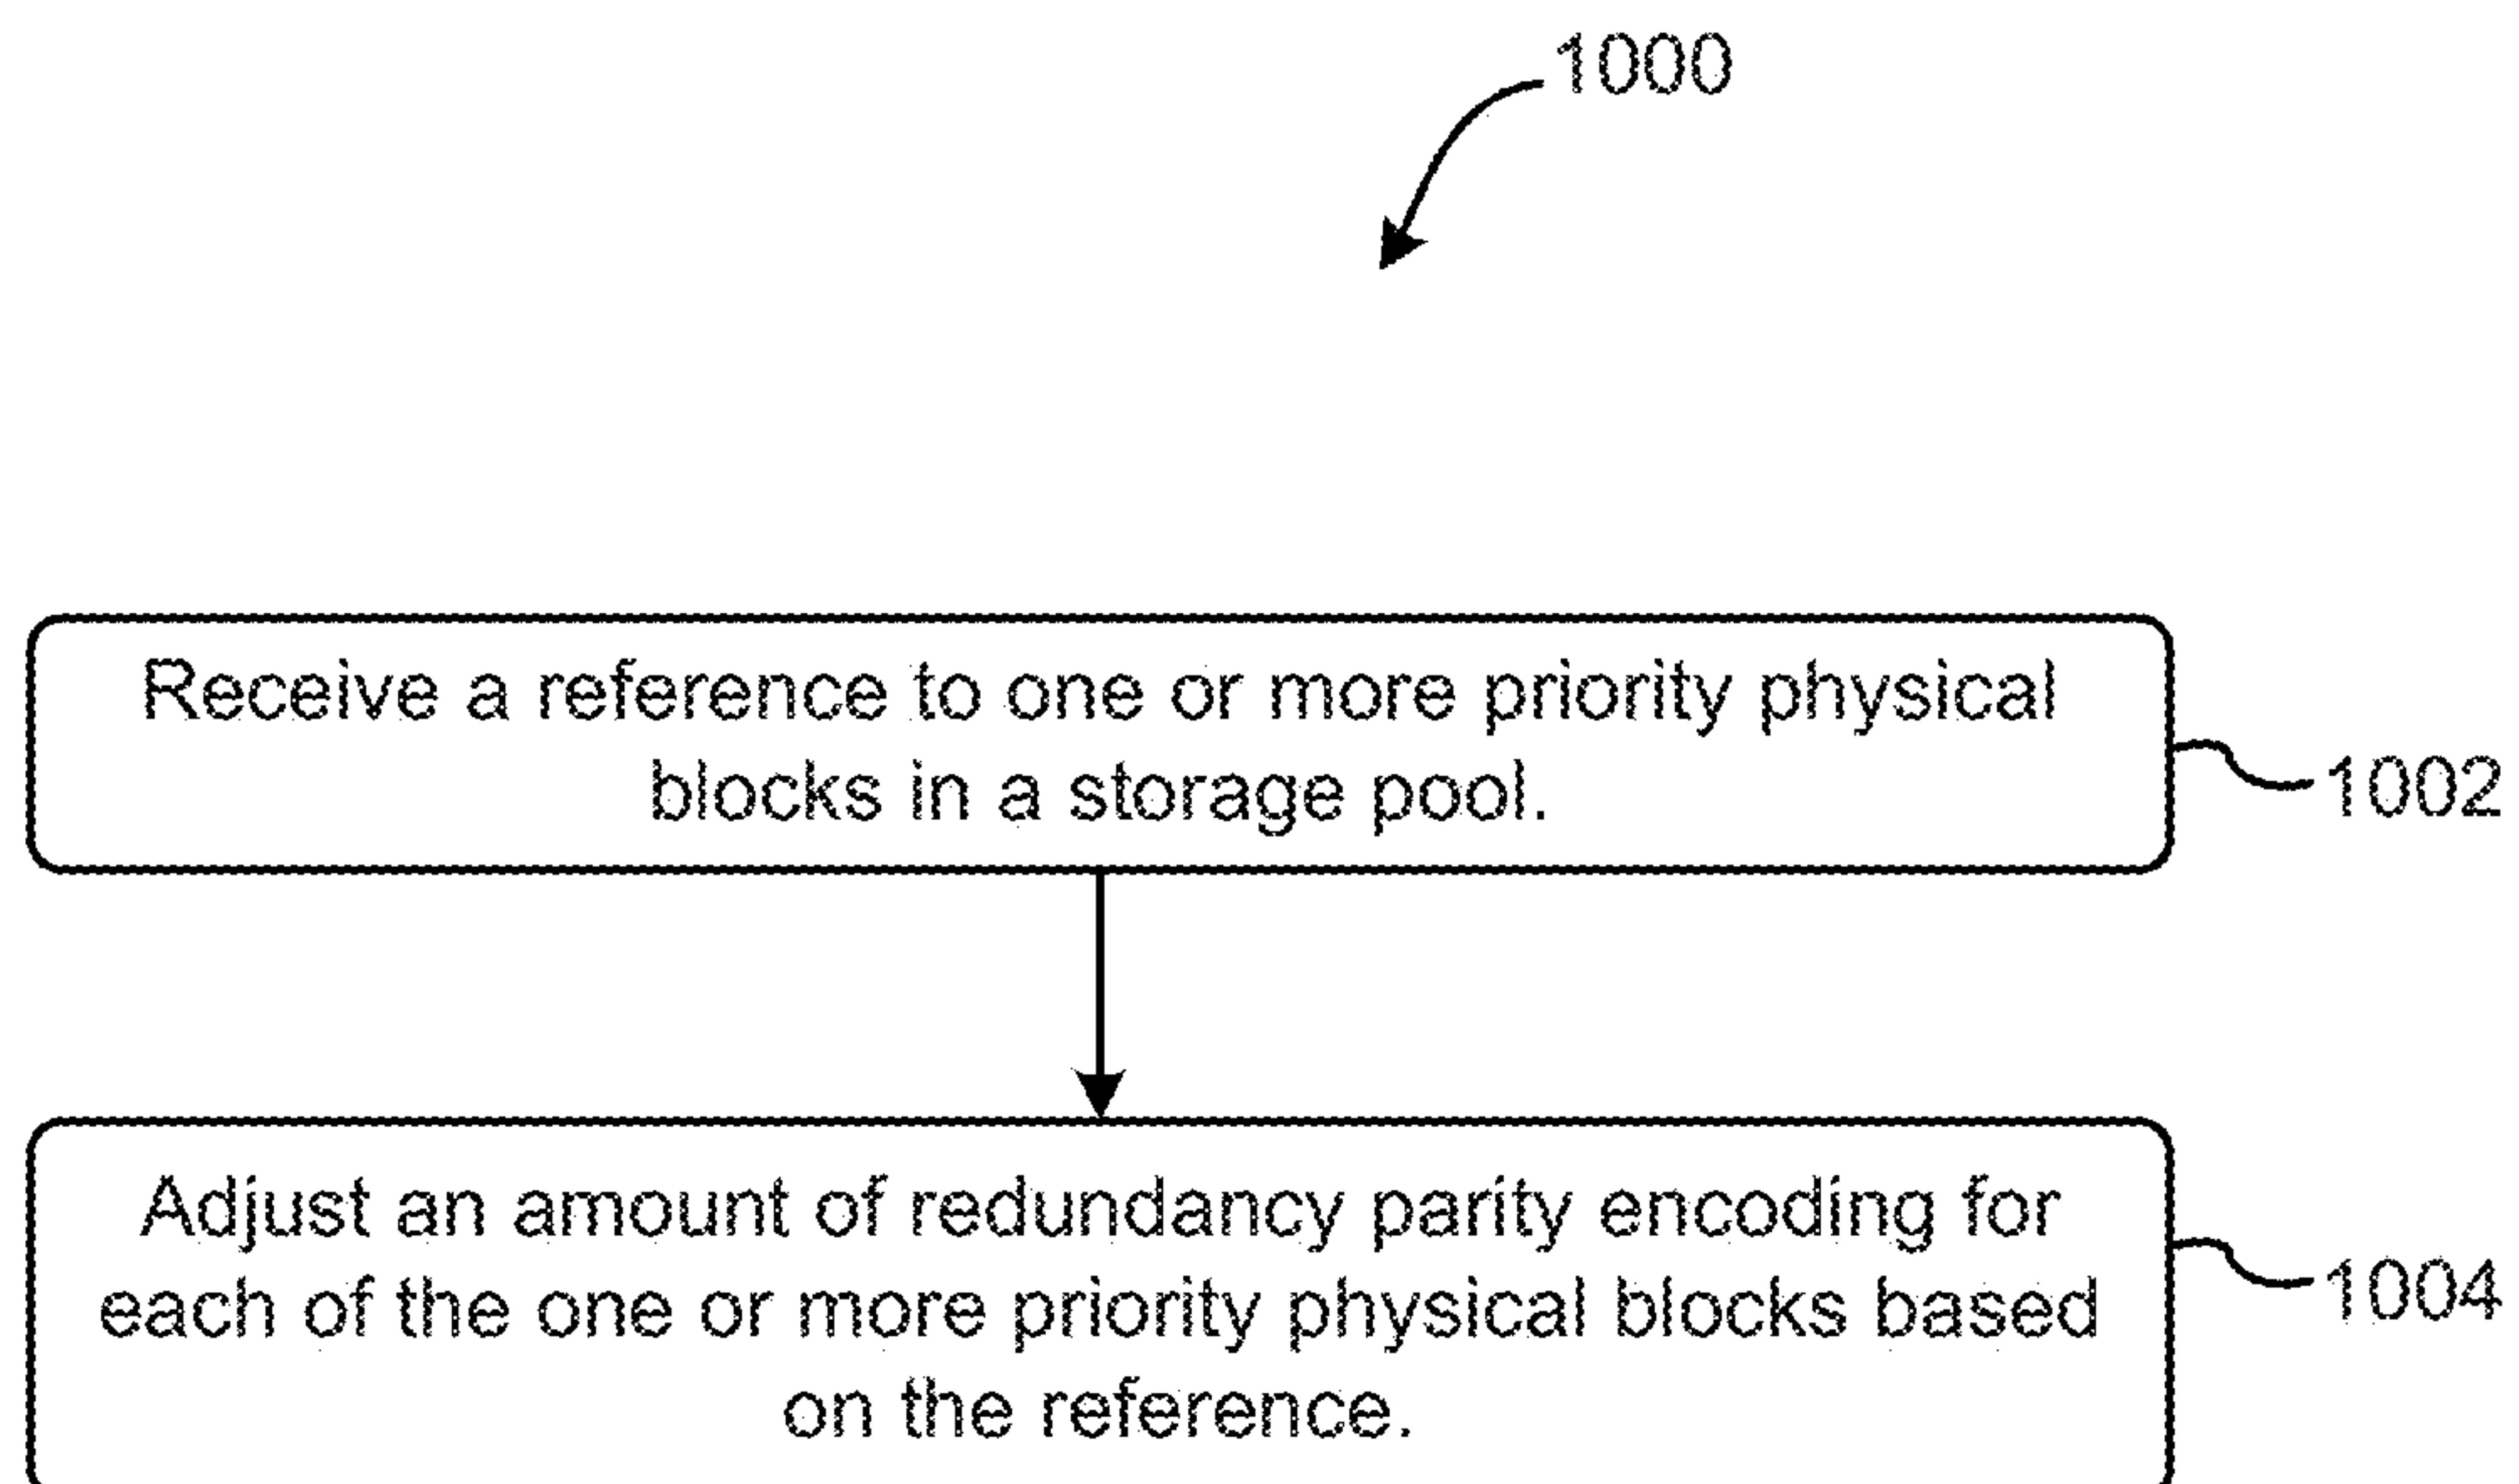 1000
Receive a reference to one or more priority physical
blocks in a storage pool.
1002
Adjust an amount of redundancy parity encoding for
each of the one or more priority physical blocks based
on the reference.
1004